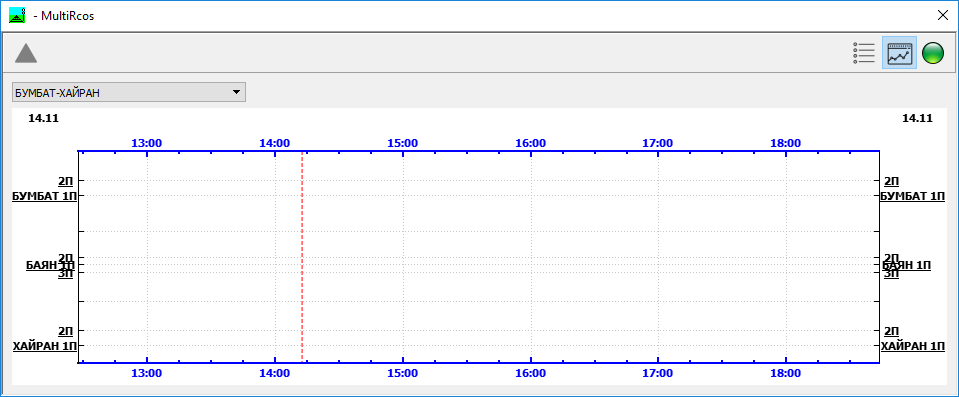 - MultiRcos
БУМБАТ-ХАЙРАН
14.11 14.11
13:00 14:00 15:00 16:00 17:00 18:00
2П 2П
БУМБАТ 1П БУМБАТ 1П
2П 2П
БАЯН 1П БАЯН 1П
3П 3П
2П 2П
ХАЙРАН 1П ХАЙРАН 1П
13:00 14:00 15:00 16:00 17:00 18:00